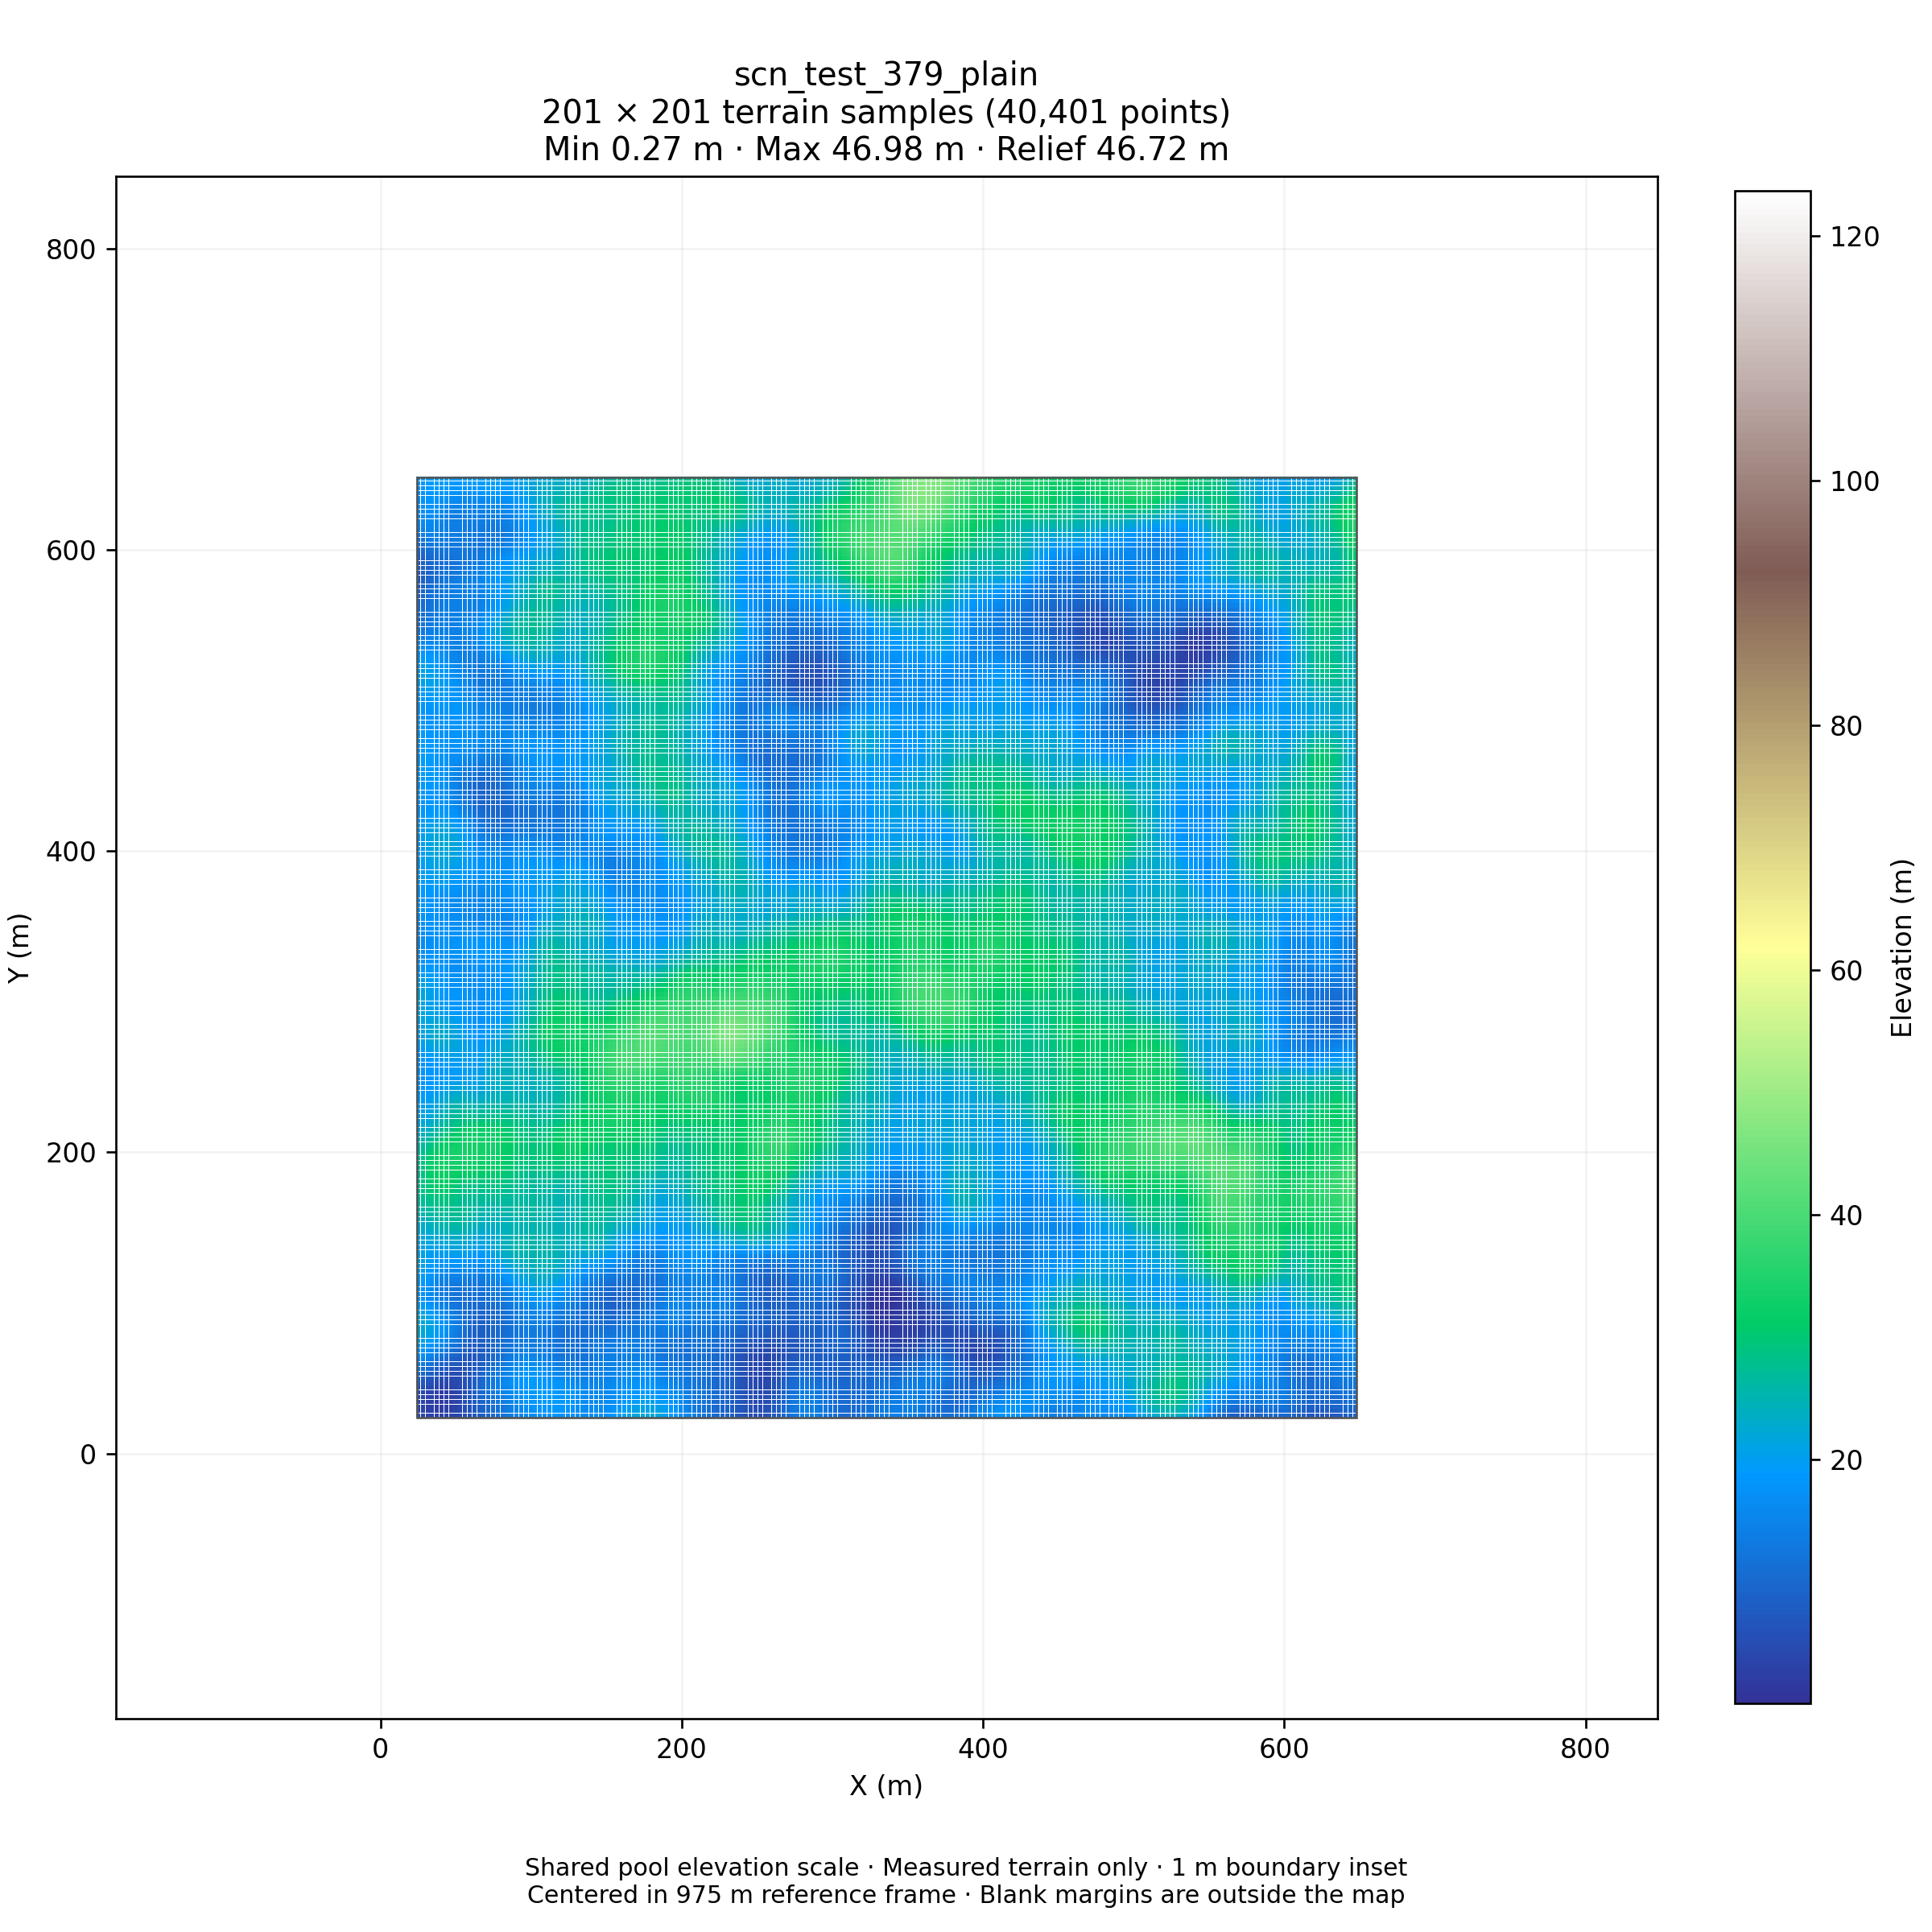 scn_test_379_plain
201 × 201 terrain samples (40,401 points)
Min 0.27 m · Max 46.98 m · Relief 46.72 m
800
600
400
200
0
Y (m)
0
200
400
600
800
X (m)
120
100
80
60
40
20
Elevation (m)
Shared pool elevation scale · Measured terrain only · 1 m boundary inset
Centered in 975 m reference frame · Blank margins are outside the map